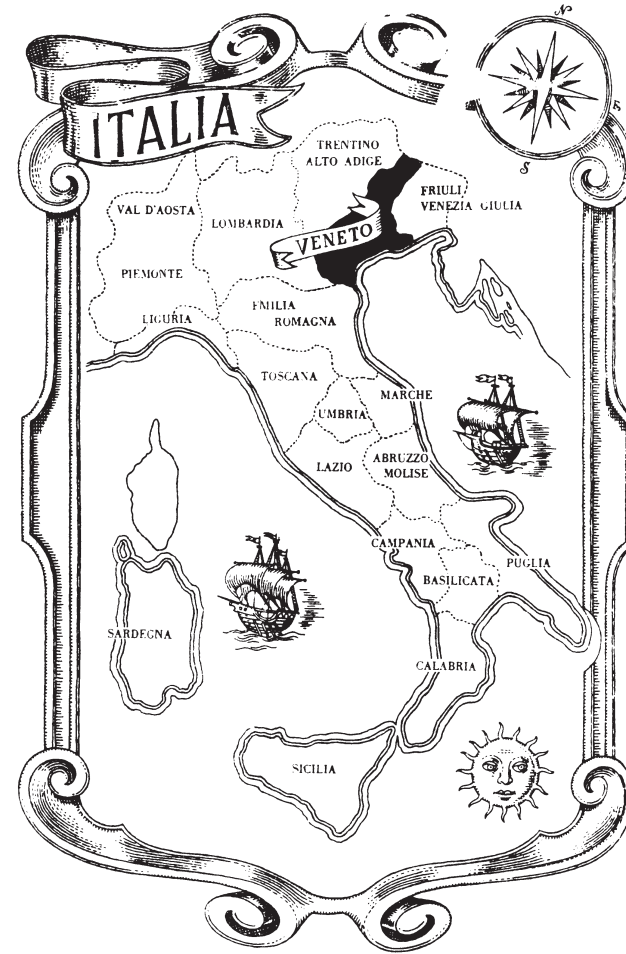 N
ITALIA
E
S
TRENTINO
ALTO ADIGE
FRIULI
VENEZIA GIULIA
VAL D'AOSTA
LOMBARDIA
VENETO
PIEMONTE
LIGURIA
EMILIA
ROMAGNA
TOSCANA
MARCHE
UMBRIA
LAZIO
ABRUZZO
MOLISE
CAMPANIA
PUGLIA
BASILICATA
SARDEGNA
CALABRIA
SICILIA